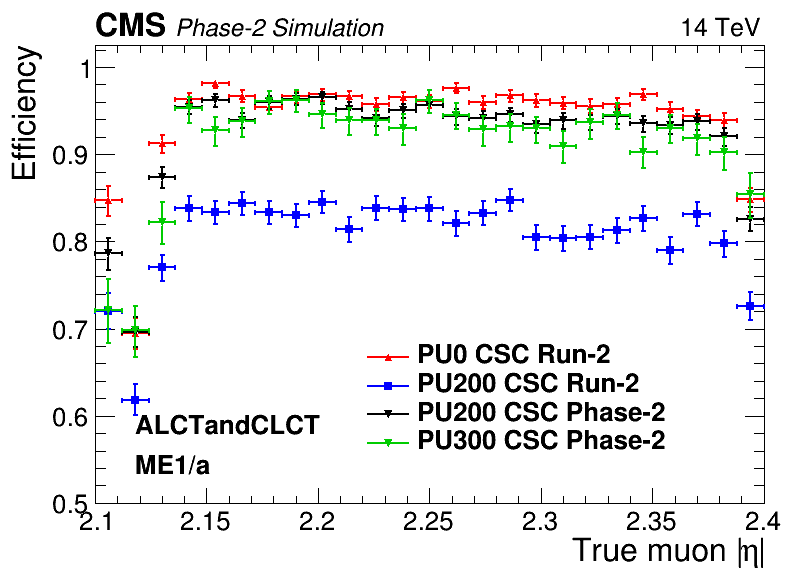 CMS Phase-2 Simulation 14 TeV
Efficiency
1
0.9
0.8
0.7
0.6
0.5
PU0 CSC Run-2
PU200 CSC Run-2
PU200 CSC Phase-2
PU300 CSC Phase-2
ALCTandCLCT
ME1/a
2.1 2.15 2.2 2.25 2.3 2.35 2.4
True muon |η|